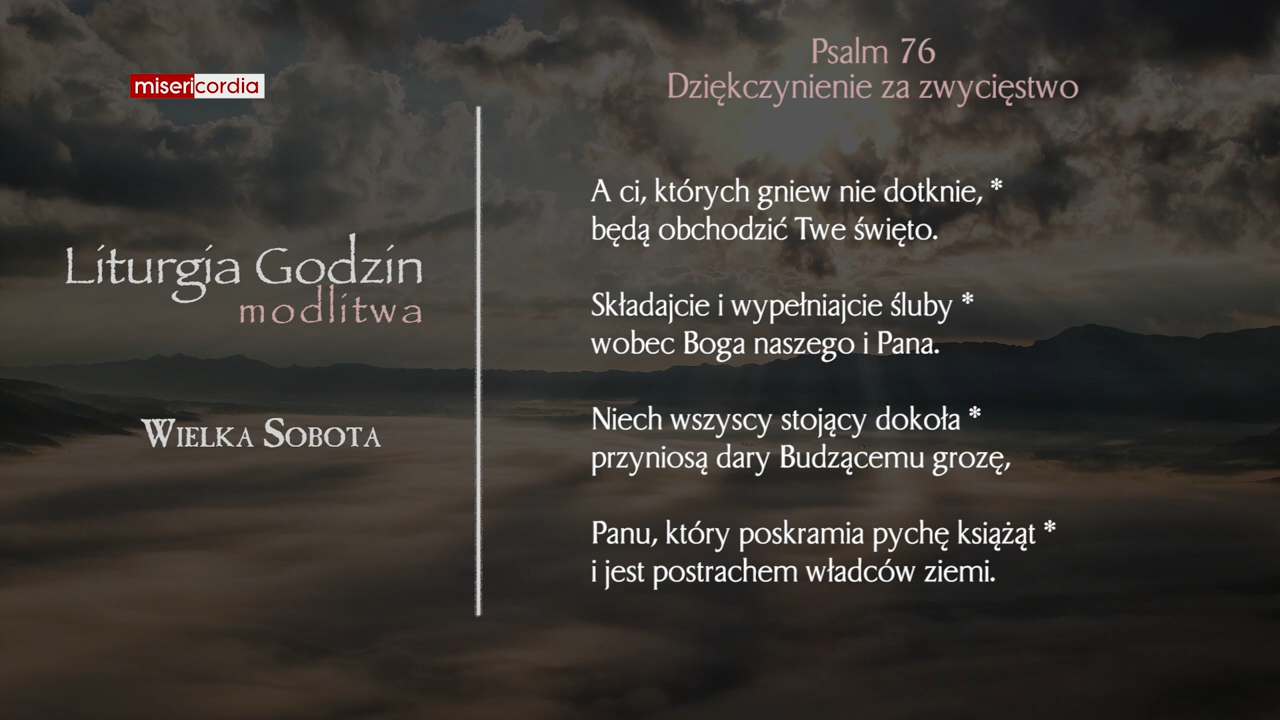 misericordia
Liturgia Godzin
modlitwa
Wielka Sobota
Psalm 76
Dziękczynienie za zwycięstwo
A ci, których gniew nie dotknie, *
będą obchodzić Twe święto.
Składajcie i wypełniajcie śluby *
wobec Boga naszego i Pana.
Niech wszyscy stojący dokoła *
przyniosą dary Budzącemu grozę,
Panu, który poskramia pychę książąt *
i jest postrachem władców ziemi.